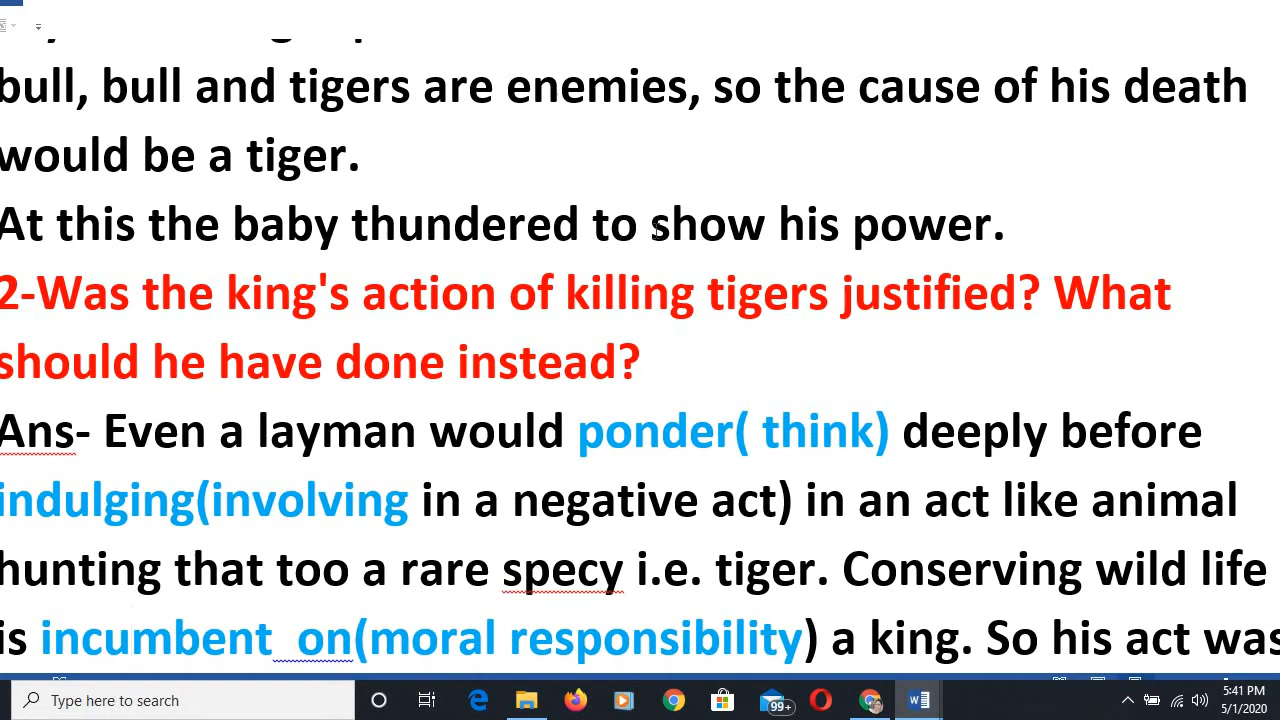 bull, bull and tigers are enemies, so the cause of his death
would be a tiger.
At this the baby thundered to show his power.
2-Was the king's action of killing tigers justified? What
should he have done instead?
Ans- Even a layman would ponder( think) deeply before
indulging(involving in a negative act) in an act like animal
hunting that too a rare specy i.e. tiger. Conserving wild life
is incumbent  on(moral responsibility) a king. So his act was
Type here to search
99+
5:41 PM
5/1/2020